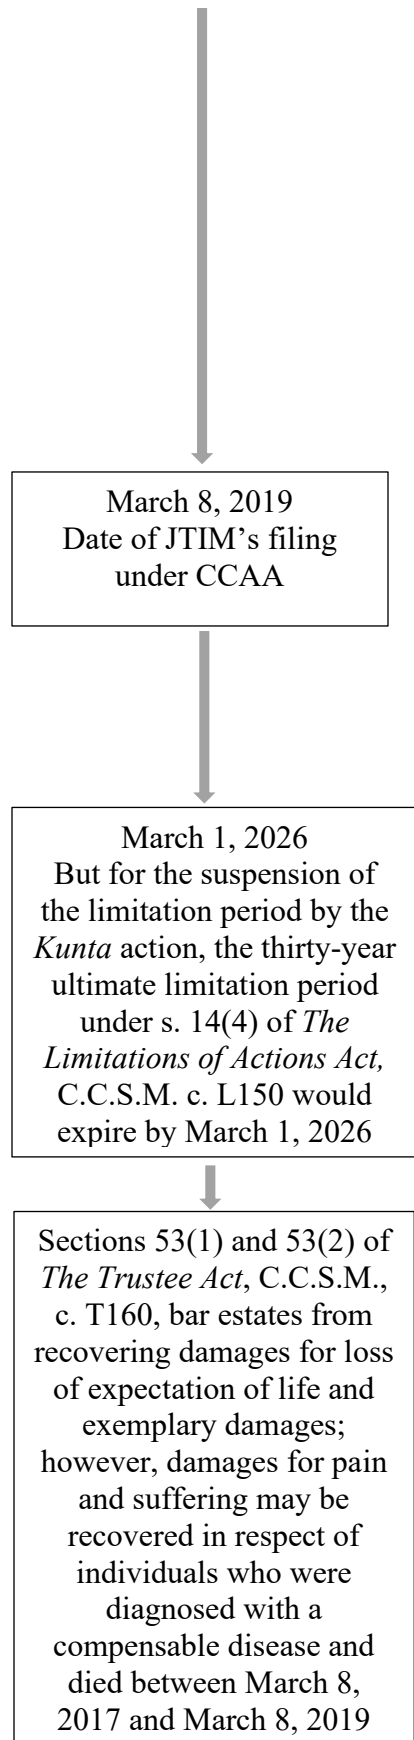 March 8, 2019
Date of JTIM’s filing
under CCAA
March 1, 2026
But for the suspension of
the limitation period by the
Kunta action, the thirty-year
ultimate limitation period
under s. 14(4) of The
Limitations of Actions Act,
C.C.S.M. c. L150 would
expire by March 1, 2026
Sections 53(1) and 53(2) of
The Trustee Act, C.C.S.M.,
c. T160, bar estates from
recovering damages for loss
of expectation of life and
exemplary damages;
however, damages for pain
and suffering may be
recovered in respect of
individuals who were
diagnosed with a
compensable disease and
died between March 8,
2017 and March 8, 2019